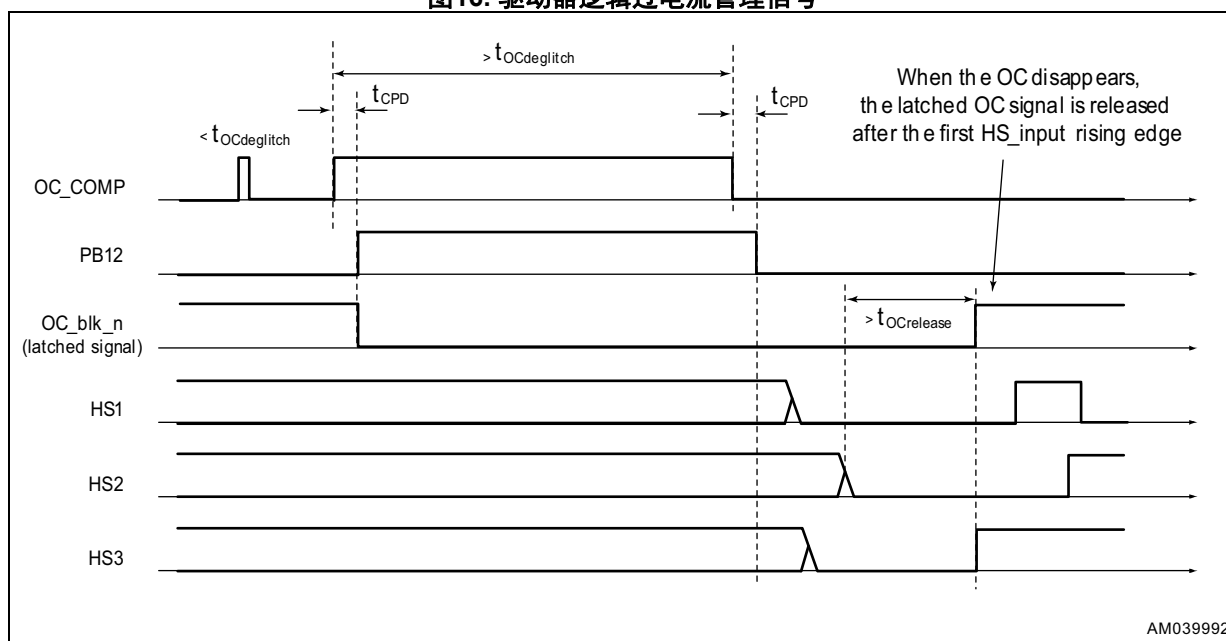 图16. 驱动器逻辑过电流管理信号
> tOCdeglitch
When the OC disappears,
the latched OC signal is released
after the first HS_input rising edge
tCPD
tCPD
< tOCdeglitch
OC_COMP
PB12
OC_blk_n
(latched signal)
> tOCrelease
HS1
HS2
HS3
AM039992